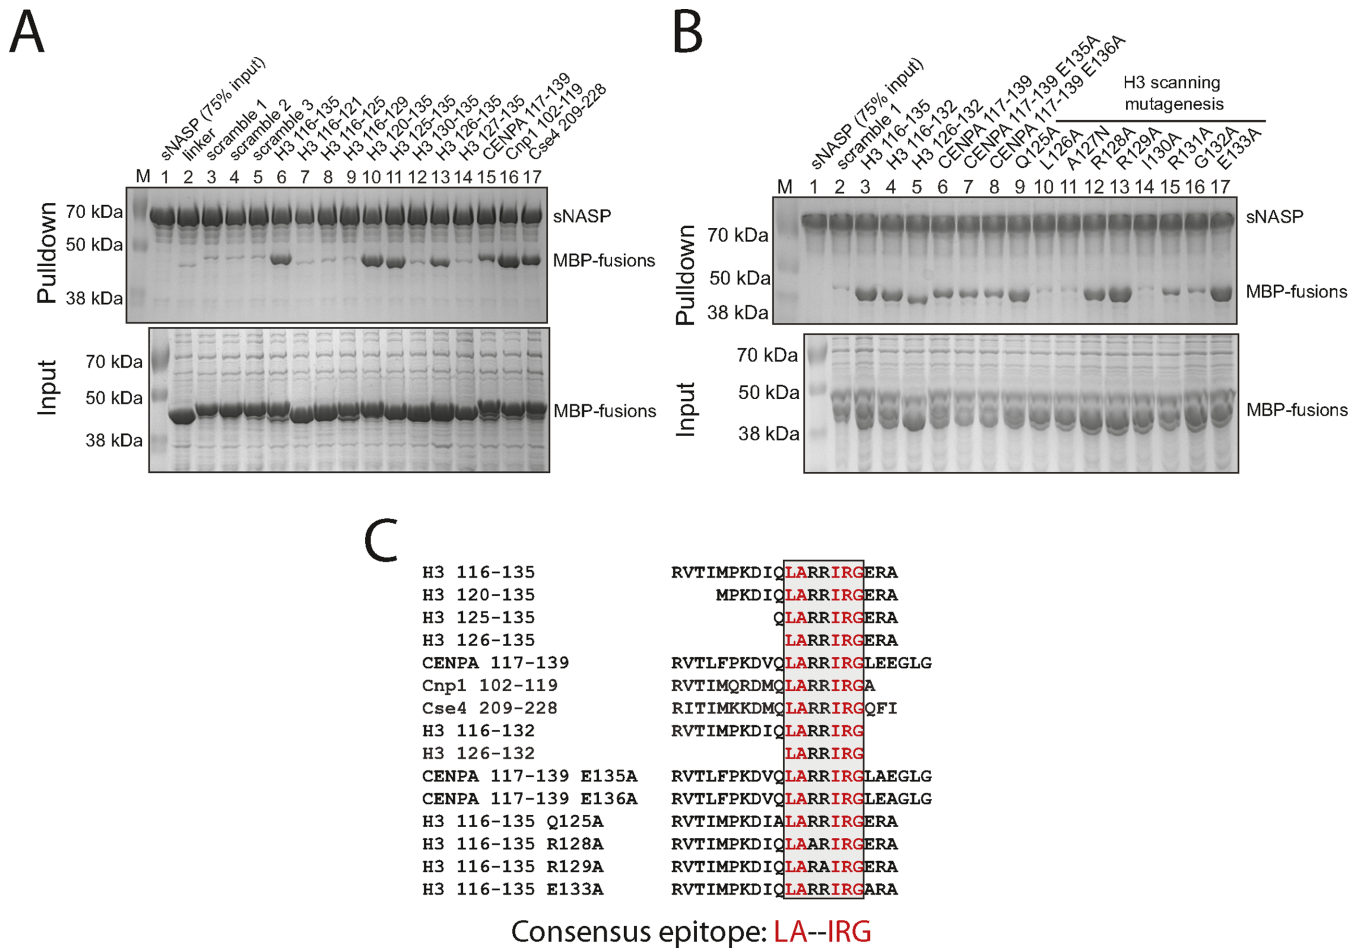 A
sNASP (75% input)
linker
scramble 1
scramble 2
scramble 3
H3 116-135
H3 116-121
H3 116-125
H3 116-129
H3 120-135
H3 125-135
H3 130-135
H3 126-135
H3 127-135
CENPA 117-139
Cnp1 102-119
Cse4 209-228
M 1 2 3 4 5 6 7 8 9 10 11 12 13 14 15 16 17
Pulldown
70 kDa
50 kDa
38 kDa
sNASP
MBP-fusions
Input
70 kDa
50 kDa
38 kDa
MBP-fusions
B
sNASP (75% input)
scramble 1
H3 116-135
H3 116-132
H3 126-132
CENPA 117-139
CENPA 117-139 E135A
CENPA 117-139 E136A
H3 scanning
mutagenesis
Q125A
L126A
A127N
R128A
R129A
I130A
R131A
G132A
E133A
M 1 2 3 4 5 6 7 8 9 10 11 12 13 14 15 16 17
Pulldown
70 kDa
50 kDa
38 kDa
sNASP
MBP-fusions
Input
70 kDa
50 kDa
38 kDa
MBP-fusions
C
H3 116-135 RVTIMPKDIQLARRIRGERA
H3 120-135 MPKDIQLARRIRGERA
H3 125-135 QLARRIRGERA
H3 126-135 LARRIRGERA
CENPA 117-139 RVTLFPKDVQLARRIRGLEEGLG
Cnp1 102-119 RVTIMQRDMQLARRIRGA
Cse4 209-228 RITIMKKDMQLARRIRGQFI
H3 116-132 RVTIMPKDIQLARRIRG
H3 126-132 LARRIRG
CENPA 117-139 E135A RVTLFPKDVQLARRIRGLAEGLG
CENPA 117-139 E136A RVTLFPKDVQLARRIRGLEAGLG
H3 116-135 Q125A RVTIMPKDIALARRIRGERA
H3 116-135 R128A RVTIMPKDIQLAARIRGERA
H3 116-135 R129A RVTIMPKDIQLARAIRGERA
H3 116-135 E133A RVTIMPKDIQLARRIRGARA
Consensus epitope: LA--IRG